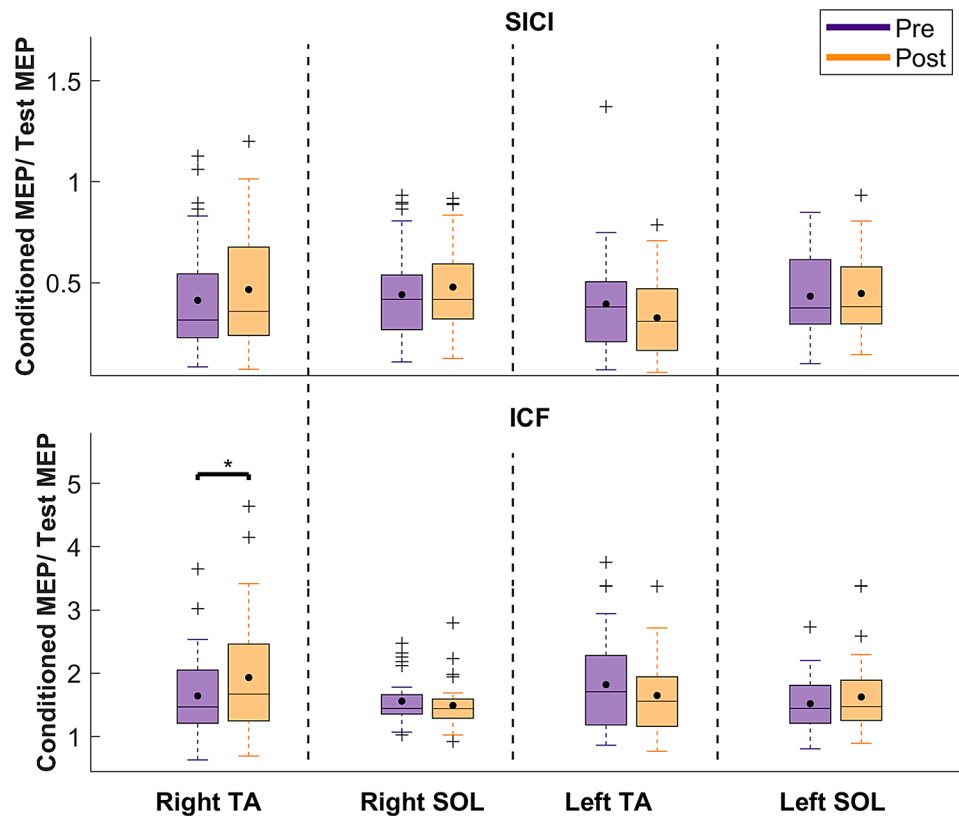 SICI
Pre
Post
Conditioned MEP/ Test MEP
1.5
1
0.5
ICF
Conditioned MEP/ Test MEP
*
5
4
3
2
1
Right TA
Right SOL
Left TA
Left SOL